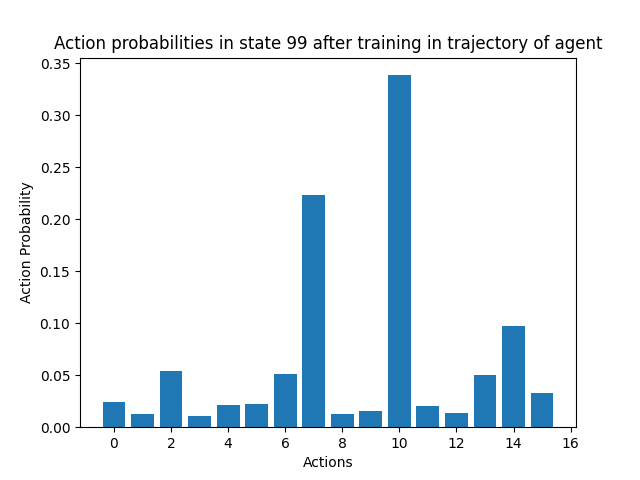 Action probabilities in state 99 after training in trajectory of agent
0.35
0.30
0.25
0.20
0.15
0.10
0.05
0.00
Action Probability
0 2 4 6 8 10 12 14 16
Actions